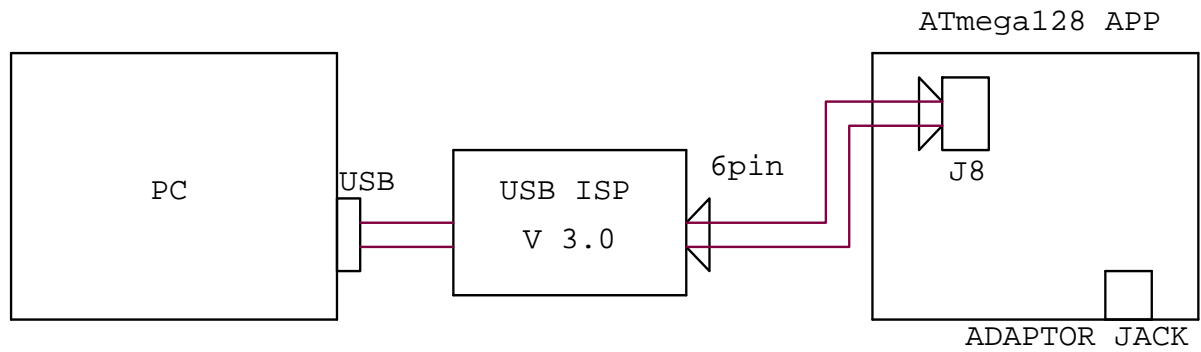 ATmega128 APP
PC
USB
USB ISP
V 3.0
6pin
J8
ADAPTOR JACK